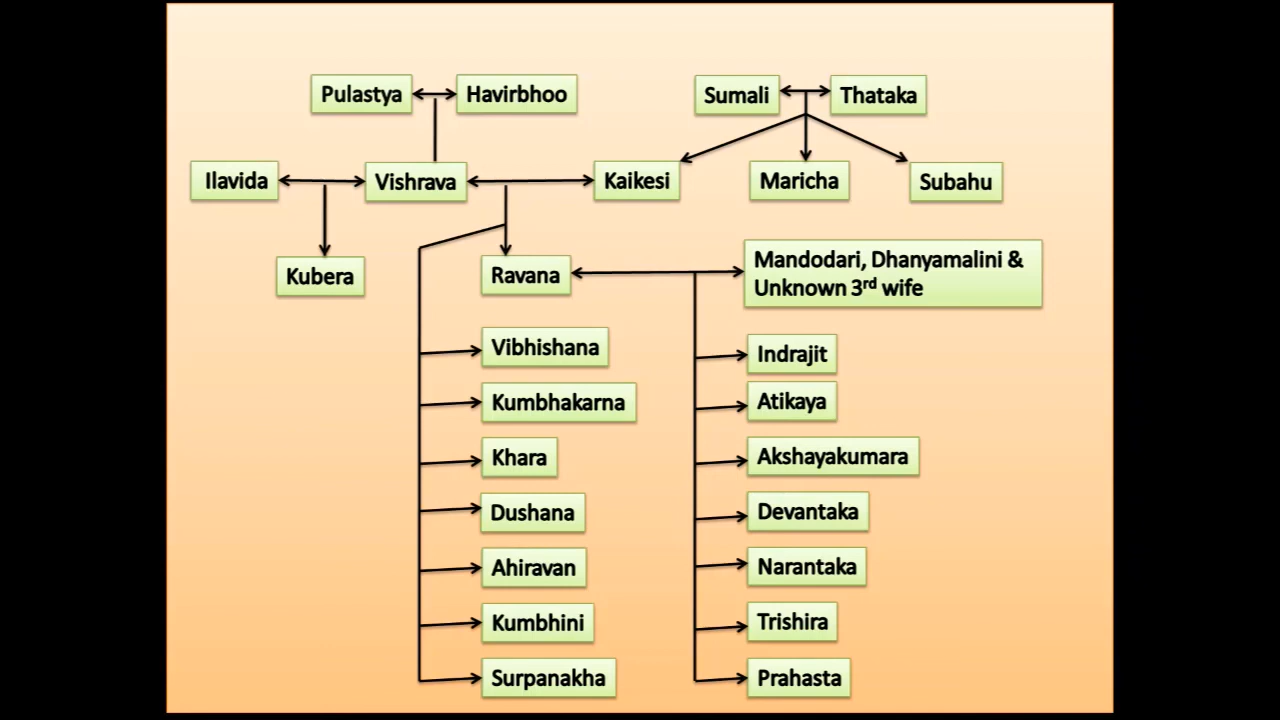 Pulastya
Havirbhoo
Sumali
Thataka
Ilavida
Vishrava
Kaikesi
Maricha
Subahu
Kubera
Ravana
Mandodari, Dhanyamalini &
Unknown 3rd wife
Vibhishana
Indrajit
Kumbhakarna
Atikaya
Khara
Akshayakumara
Dushana
Devantaka
Ahiravan
Narantaka
Kumbhini
Trishira
Surpanakha
Prahasta